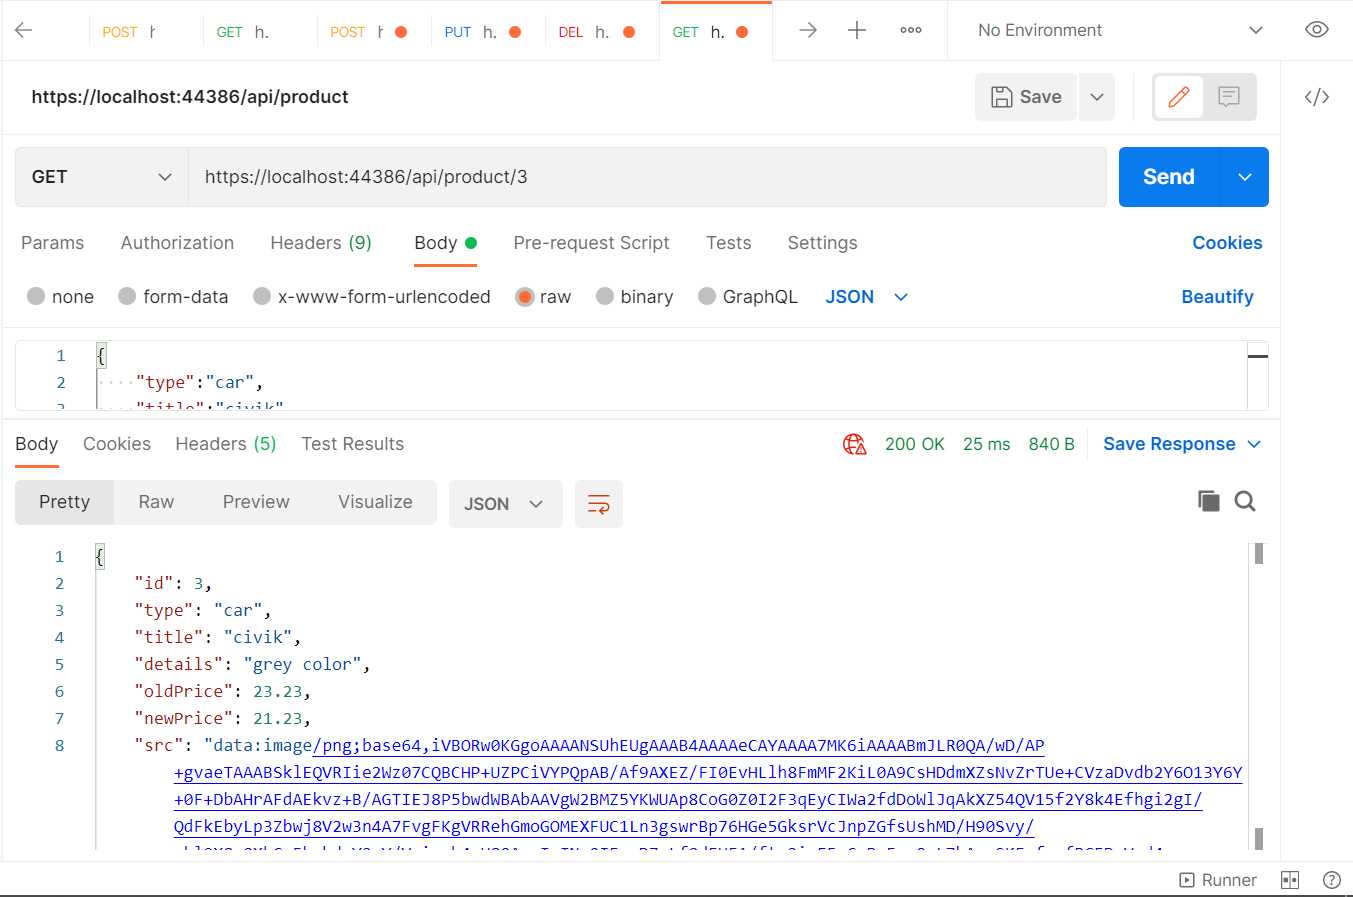 POST h GET h. POST h PUT h. DEL h. GET h. No Environment
https://localhost:44386/api/product Save
GET https://localhost:44386/api/product/3 Send
Params Authorization Headers (9) Body Pre-request Script Tests Settings Cookies
none form-data x-www-form-urlencoded raw binary GraphQL JSON Beautify
1 {
2 "type":"car",
3 "title":"civik"
Body Cookies Headers (5) Test Results 200 OK 25 ms 840 B Save Response
Pretty Raw Preview Visualize JSON
1 {
2 "id": 3,
3 "type": "car",
4 "title": "civik",
5 "details": "grey color",
6 "oldPrice": 23.23,
7 "newPrice": 21.23,
8 "src": "data:image/png;base64,iVBORw0KGgoAAAANSUhEUgAAAB4AAAAeCAYAAAA7MK6iAAAABmJLR0QA/wD/AP
+gvaeTAAABSklEQVRIie2Wz07CQBCHP+UZPCiVYPQpAB/Af9AXEZ/FI0EvHLlh8FmMF2KiL0A9CsHDdmXZsNvZrTUe+CVzaDvdb2Y6O13Y6Y
+0F+DbAHrAFdAEkvz+B/AGTIEJ8P5bwdWBAbAAVgW2BMZ5YKWUAp8CoG0Z0I2F3qEyCIWa2fdDoWlJqAkXZ54QV15f2Y8k4Efhgi2gI/
QdFkEbyLp3Zbwj8V2w3n4A7FvgFKgVRRehGmoGOMEXFUC1Ln3gswrBp76HGe5GksrVcJnpZGfsUshMD/H90Svy/
Runner